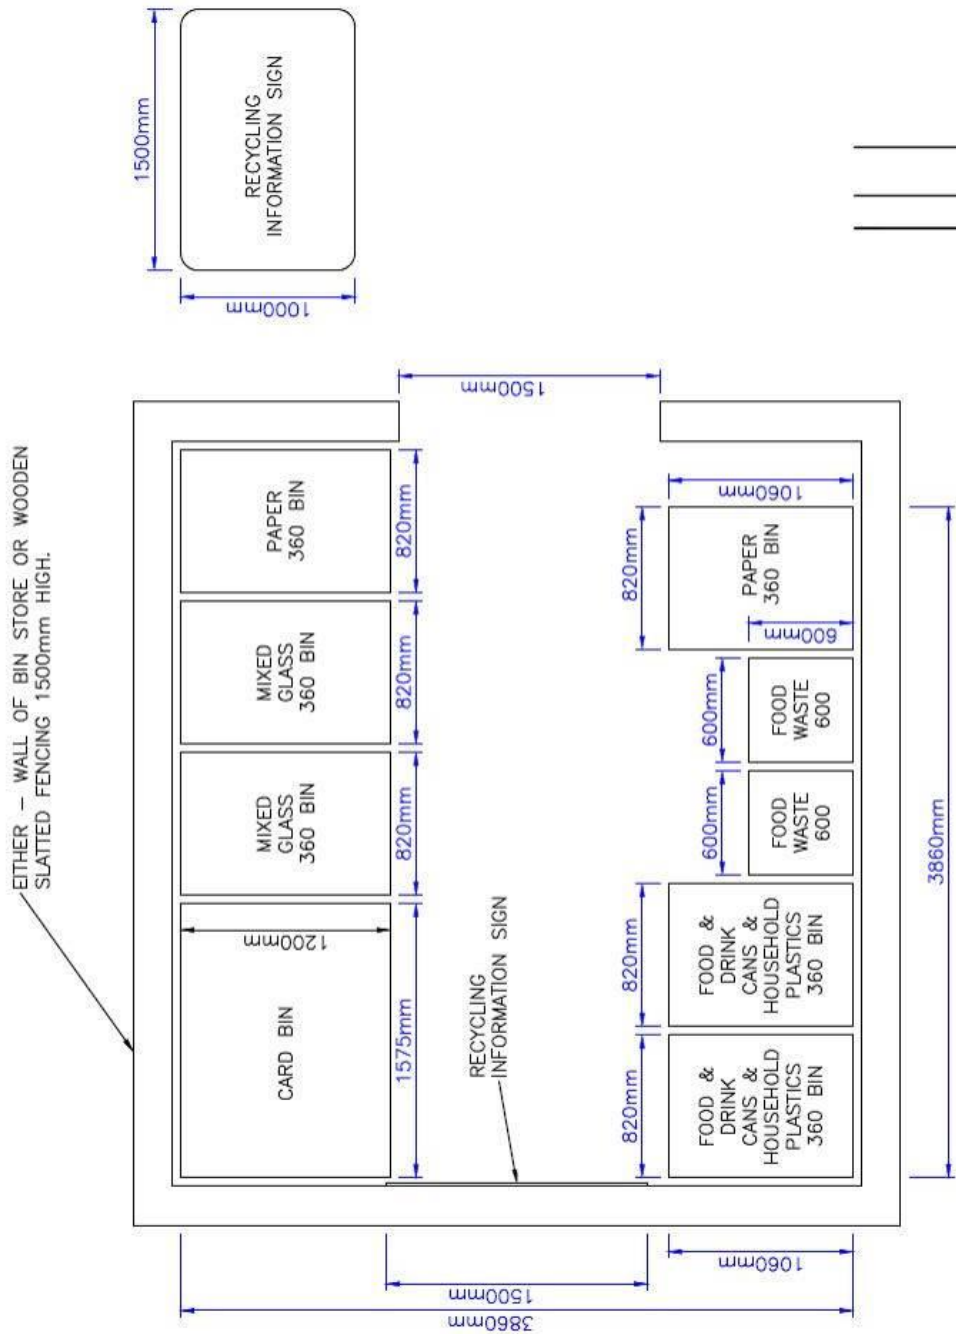 EITHER – WALL OF BIN STORE OR WOODEN
SLATTED FENCING 1500mm HIGH.
1500mm
RECYCLING
INFORMATION SIGN
1000mm
CARD BIN
1200mm
MIXED
GLASS
360 BIN
MIXED
GLASS
360 BIN
PAPER
360 BIN
1575mm
820mm
820mm
820mm
1500mm
RECYCLING
INFORMATION SIGN
3860mm
1500mm
1060mm
820mm
820mm
600mm
600mm
820mm
FOOD &
DRINK
CANS &
HOUSEHOLD
PLASTICS
360 BIN
FOOD &
DRINK
CANS &
HOUSEHOLD
PLASTICS
360 BIN
FOOD
WASTE
600
FOOD
WASTE
600
600mm
PAPER
360 BIN
1060mm
3860mm